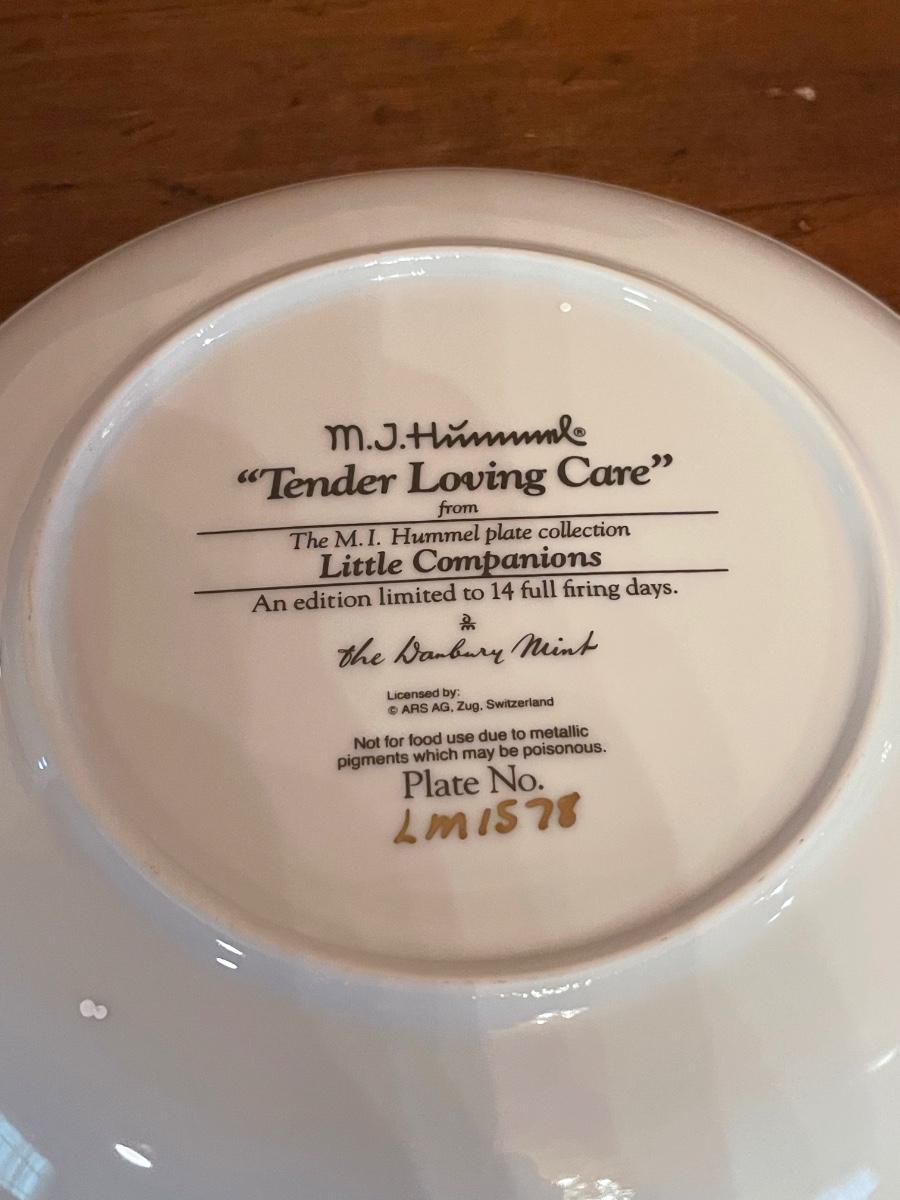 M.J.Hummel®
“Tender Loving Care”
from
The M.I. Hummel plate collection
Little Companions
An edition limited to 14 full firing days.
DM
the Danbury Mint
Licensed by:
© ARS AG, Zug, Switzerland
Not for food use due to metallic
pigments which may be poisonous.
Plate No.
LM1578